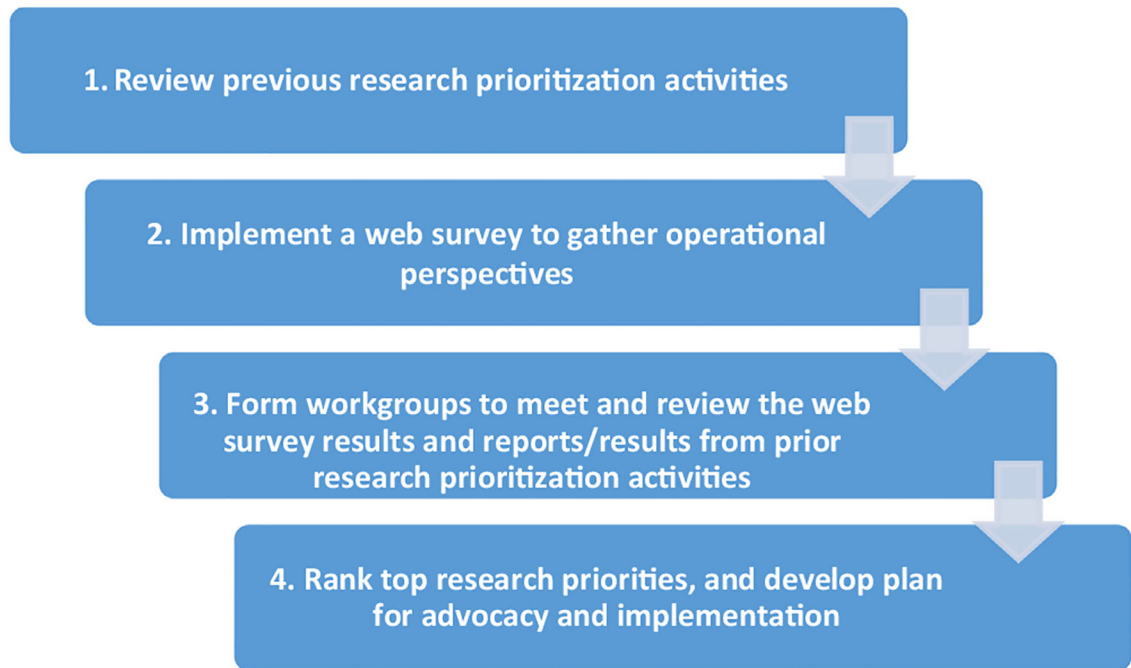 1. Review previous research prioritization activities
2. Implement a web survey to gather operational
perspectives
3. Form workgroups to meet and review the web
survey results and reports/results from prior
research prioritization activities
4. Rank top research priorities, and develop plan
for advocacy and implementation